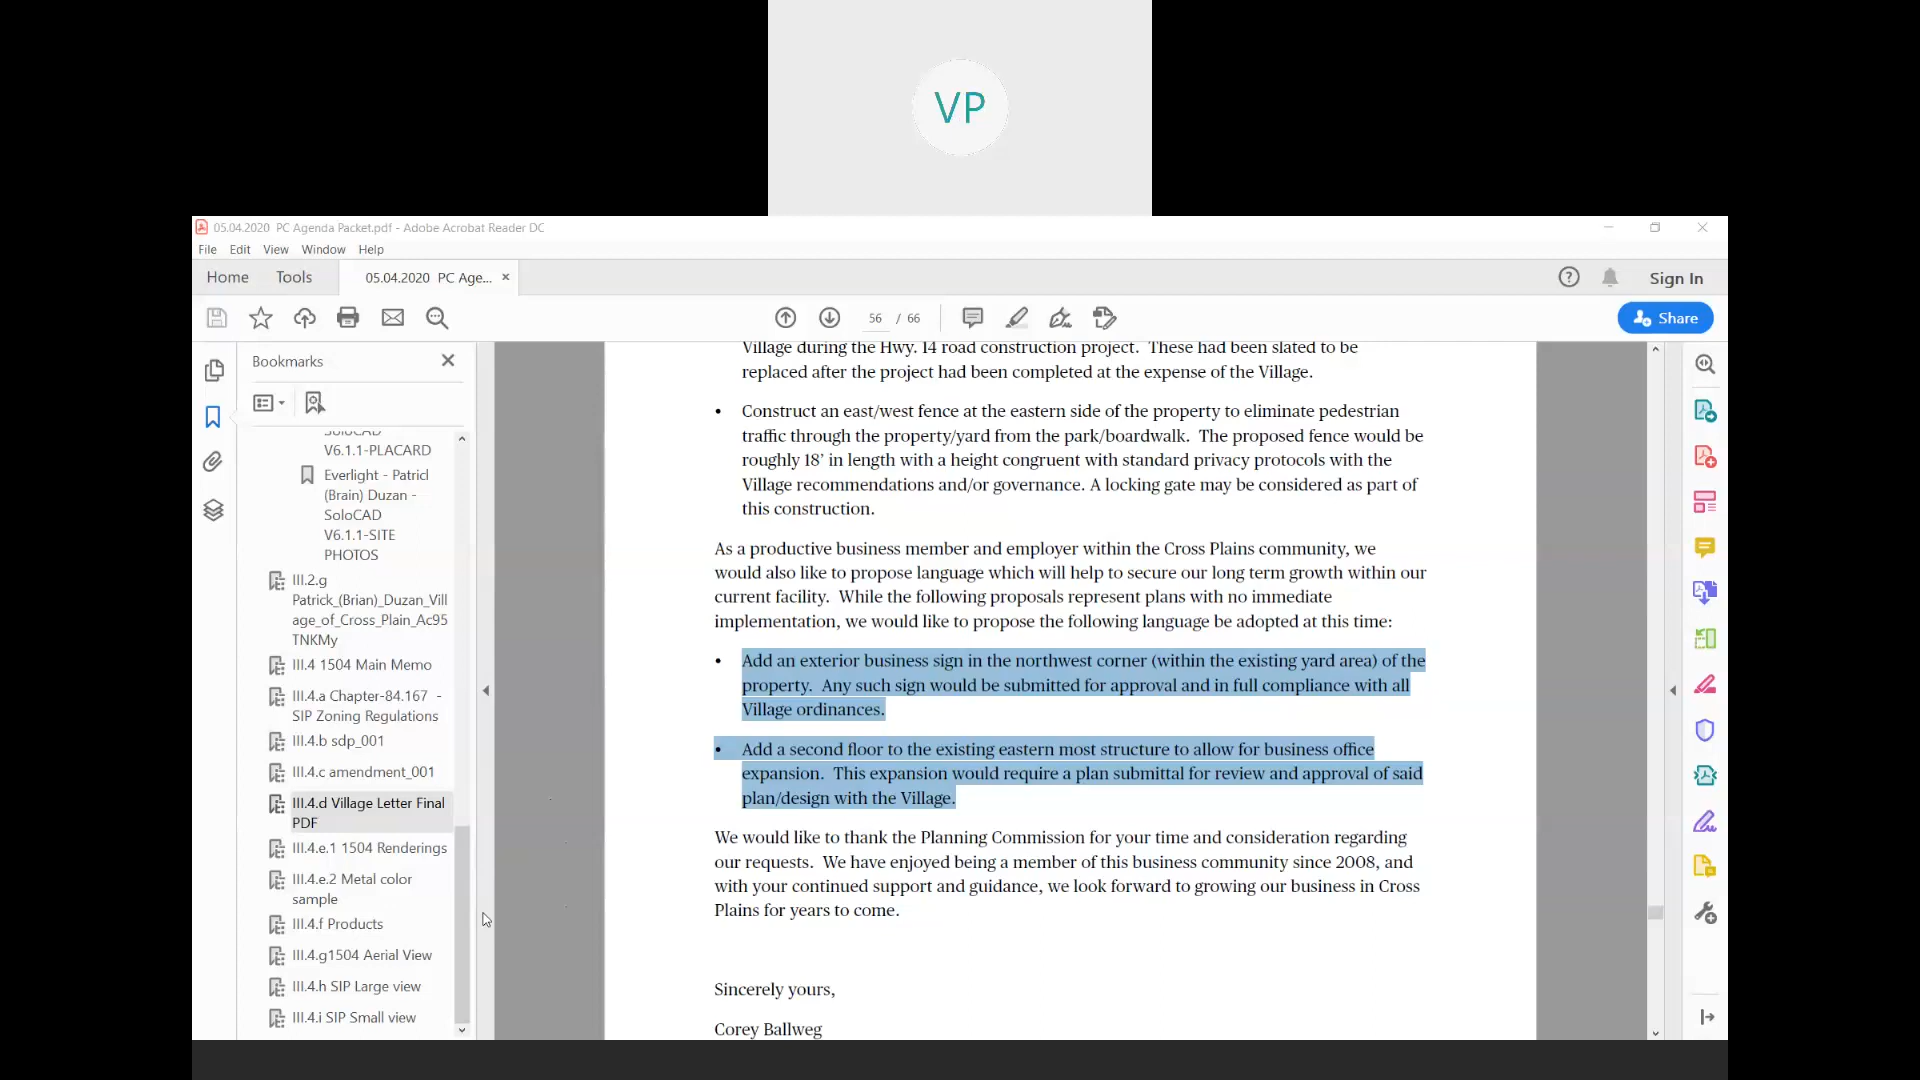 VP
05.04.2020 PC Agenda Packet.pdf - Adobe Acrobat Reader DC
File Edit View Window Help
Home Tools 05.04.2020 PC Age... × Sign In
56 / 66 Share
Bookmarks
SoloCAD
V6.1.1-PLACARD
Everlight - Patricl
(Brain) Duzan -
SoloCAD
V6.1.1-SITE
PHOTOS
III.2.g
Patrick_(Brian)_Duzan_Vill
age_of_Cross_Plain_Ac95
TNKMy
III.4 1504 Main Memo
III.4.a Chapter-84.167 -
SIP Zoning Regulations
III.4.b sdp_001
III.4.c amendment_001
III.4.d Village Letter Final
PDF
III.4.e.1 1504 Renderings
III.4.e.2 Metal color
sample
III.4.f Products
III.4.g1504 Aerial View
III.4.h SIP Large view
III.4.i SIP Small view
Village during the Hwy. 14 road construction project. These had been slated to be
replaced after the project had been completed at the expense of the Village.
• Construct an east/west fence at the eastern side of the property to eliminate pedestrian
traffic through the property/yard from the park/boardwalk. The proposed fence would be
roughly 18’ in length with a height congruent with standard privacy protocols with the
Village recommendations and/or governance. A locking gate may be considered as part of
this construction.
As a productive business member and employer within the Cross Plains community, we
would also like to propose language which will help to secure our long term growth within our
current facility. While the following proposals represent plans with no immediate
implementation, we would like to propose the following language be adopted at this time:
• Add an exterior business sign in the northwest corner (within the existing yard area) of the
property. Any such sign would be submitted for approval and in full compliance with all
Village ordinances.
• Add a second floor to the existing eastern most structure to allow for business office
expansion. This expansion would require a plan submittal for review and approval of said
plan/design with the Village.
We would like to thank the Planning Commission for your time and consideration regarding
our requests. We have enjoyed being a member of this business community since 2008, and
with your continued support and guidance, we look forward to growing our business in Cross
Plains for years to come.
Sincerely yours,
Corey Ballweg